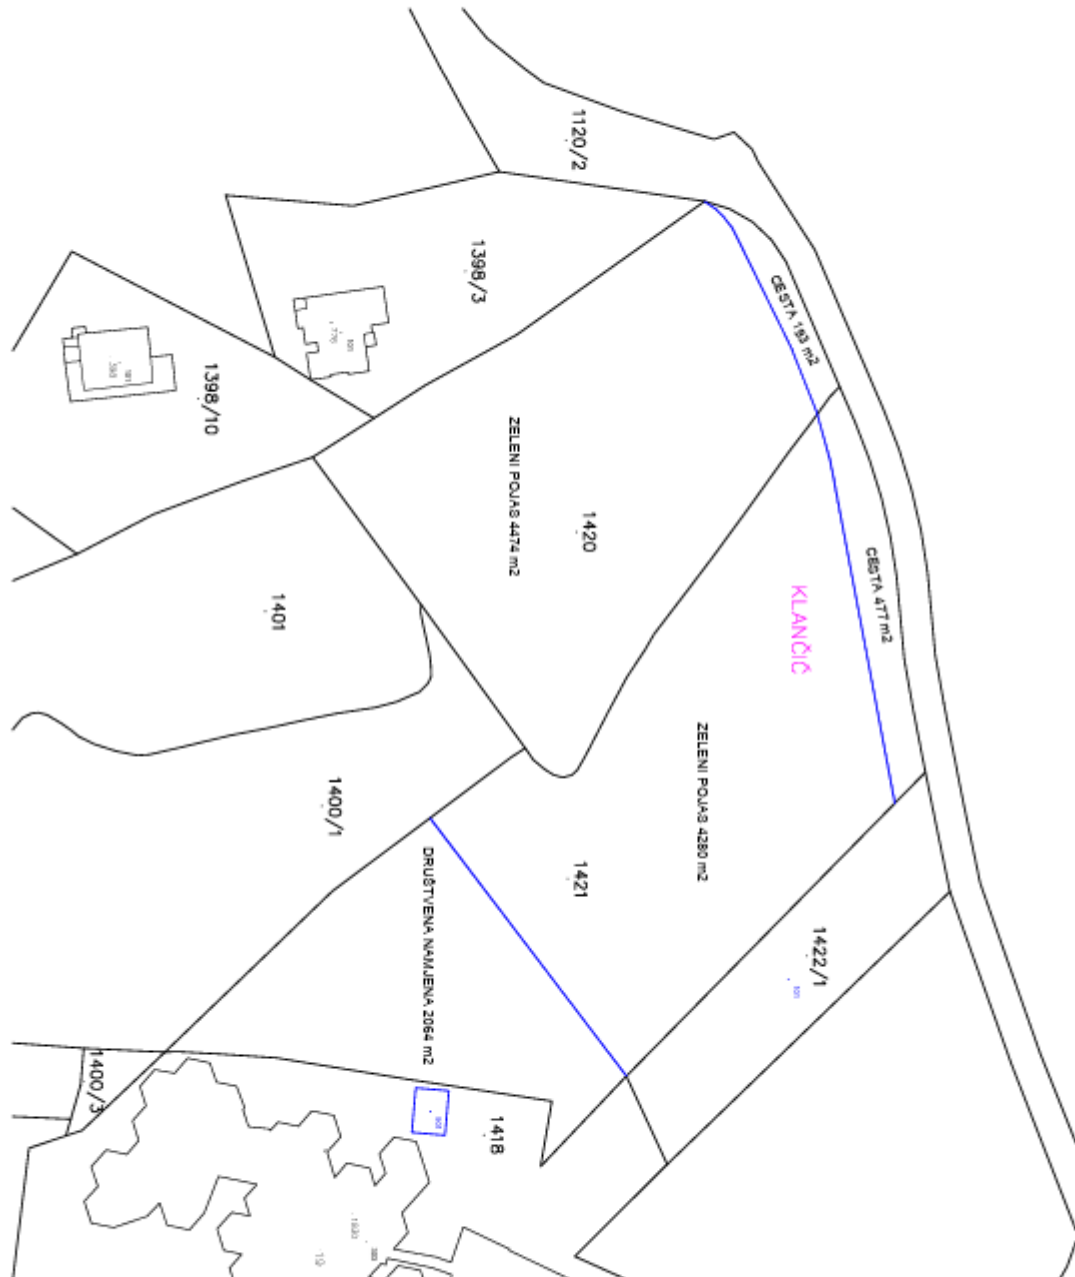 1120/2
1398/3
CESTA 193 m2
1398/10
ZELENI POJAS 4474 m2
1420
CESTA 477 m2
KLANČIĆ
1401
ZELENI POJAS 4280 m2
1400/1
1421
DRUŠTVENA NAMJENA 2064 m2
1422/1
1400/3
1418